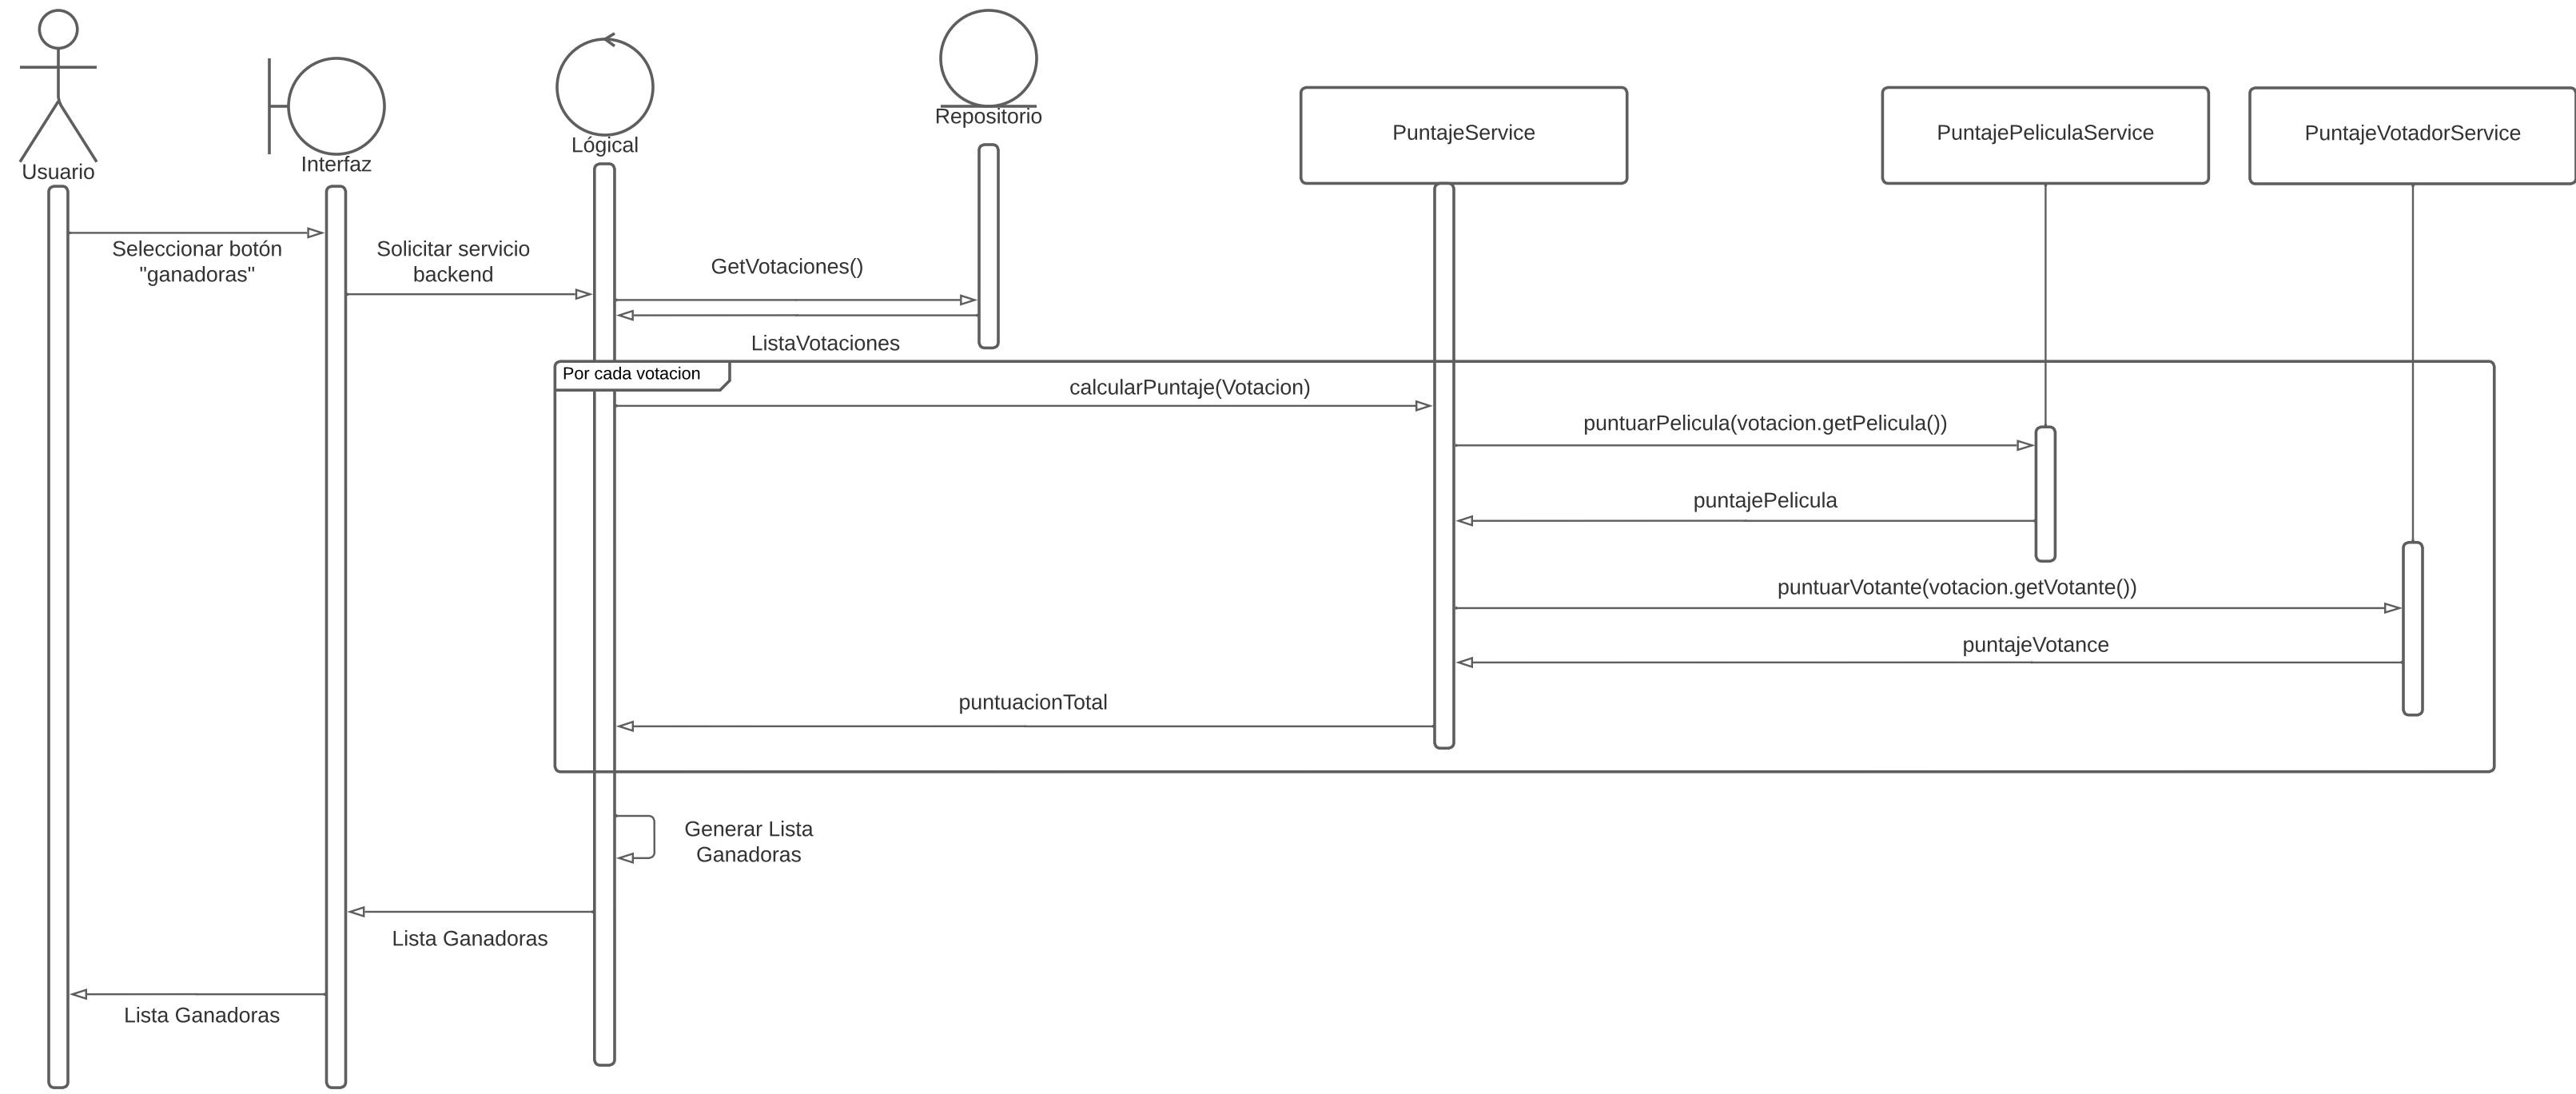 Usuario
Interfaz
Lógical
Repositorio
PuntajeService
PuntajePeliculaService
PuntajeVotadorService
Seleccionar botón
"ganadoras"
Solicitar servicio
backend
GetVotaciones()
ListaVotaciones
Por cada votacion
calcularPuntaje(Votacion)
puntuarPelicula(votacion.getPelicula())
puntajePelicula
puntuarVotante(votacion.getVotante())
puntajeVotance
puntuacionTotal
Generar Lista
Ganadoras
Lista Ganadoras
Lista Ganadoras